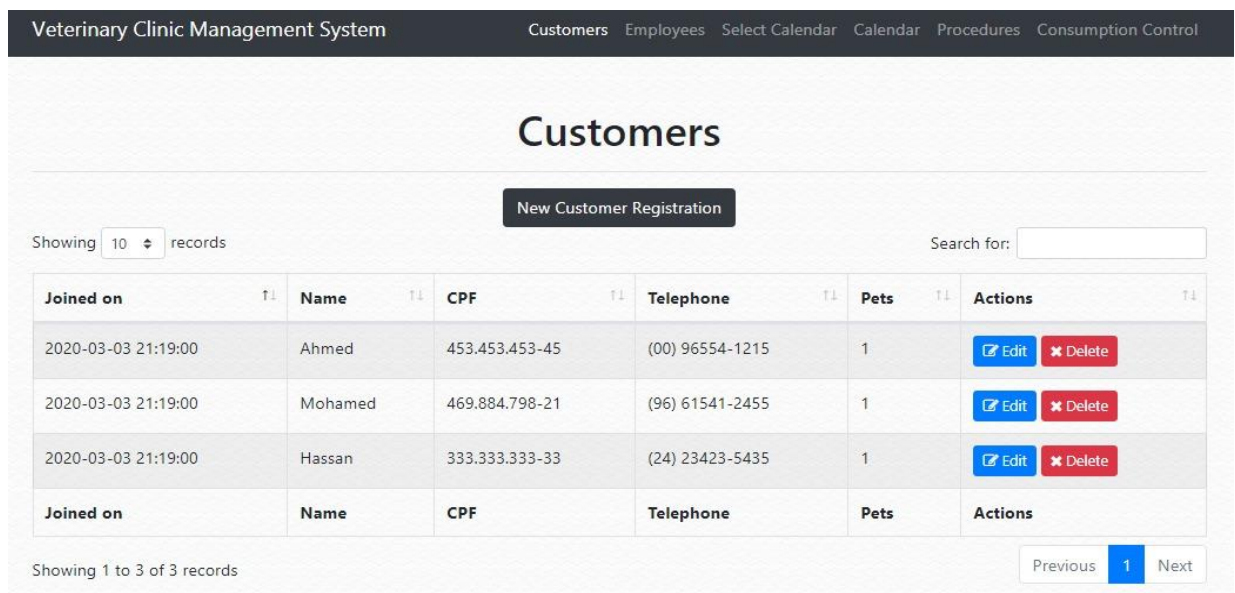 Veterinary Clinic Management System Customers Employees Select Calendar Calendar Procedures Consumption Control
Customers
New Customer Registration
Showing 10 records Search for:
Joined on Name CPF Telephone Pets Actions
2020-03-03 21:19:00 Ahmed 453.453.453-45 (00) 96554-1215 1 Edit Delete
2020-03-03 21:19:00 Mohamed 469.884.798-21 (96) 61541-2455 1 Edit Delete
2020-03-03 21:19:00 Hassan 333.333.333-33 (24) 23423-5435 1 Edit Delete
Joined on Name CPF Telephone Pets Actions
Showing 1 to 3 of 3 records Previous 1 Next